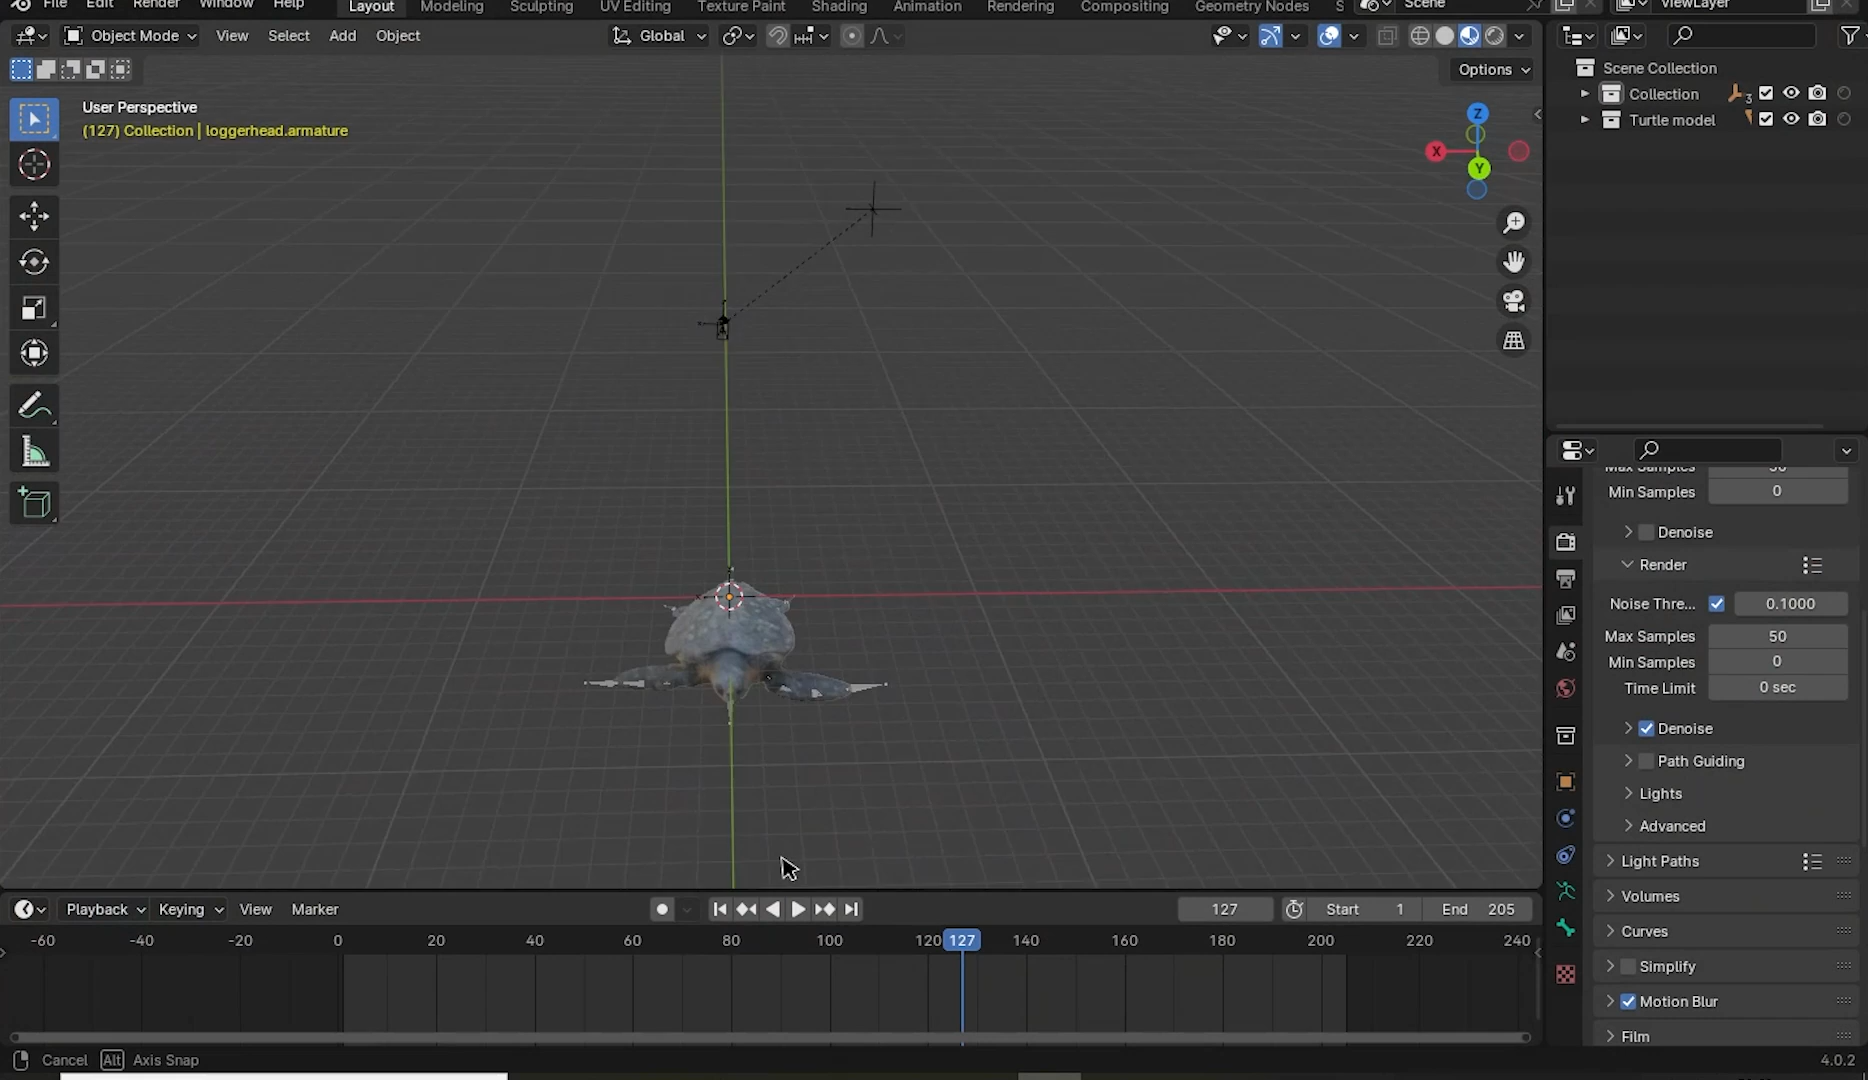 File Edit Render Window Help Layout Modeling Sculpting UV Editing Texture Paint Shading Animation Rendering Compositing Geometry Nodes S Scene ViewLayer
Object Mode View Select Add Object Global
Options
User Perspective
(127) Collection | loggerhead.armature
Z
X
Y
Scene Collection
Collection 3
Turtle model
Max Samples 50
Min Samples 0
Denoise
Render
Noise Thre... 0.1000
Max Samples 50
Min Samples 0
Time Limit 0 sec
Denoise
Path Guiding
Lights
Advanced
Light Paths
Volumes
Curves
Simplify
Motion Blur
Film
Playback Keying View Marker 127 Start 1 End 205
-60 -40 -20 0 20 40 60 80 100 120 127 140 160 180 200 220 240
Cancel Alt Axis Snap 4.0.2